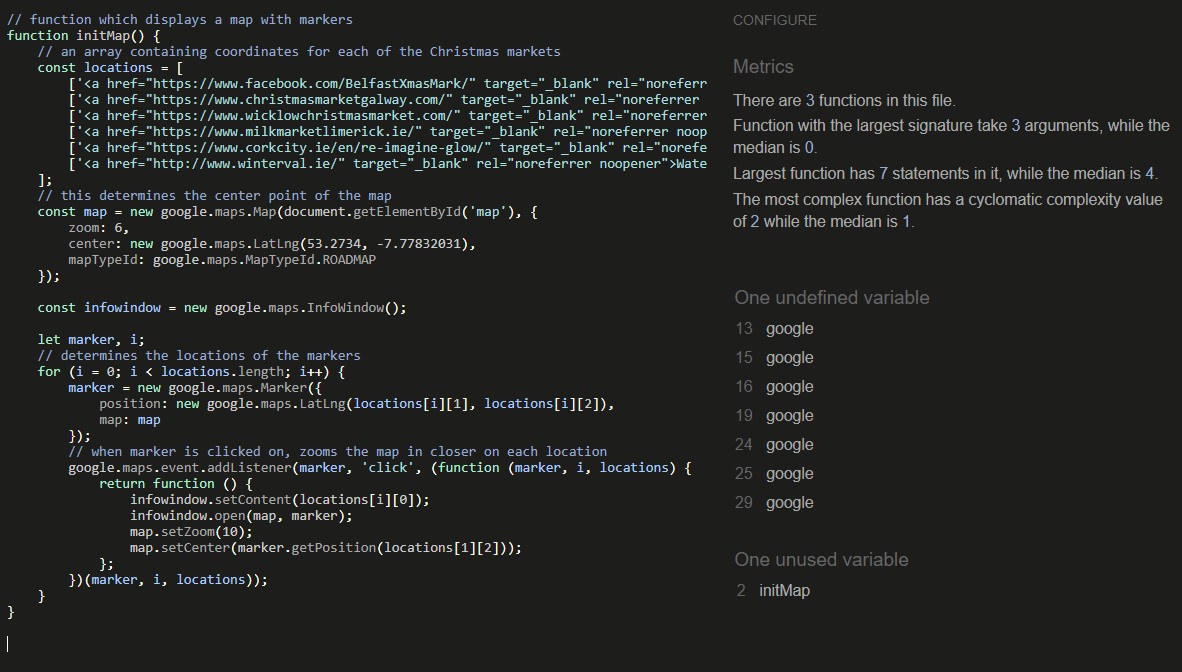 // function which displays a map with markers
function initMap() {
    // an array containing coordinates for each of the Christmas markets
    const locations = [
        ['<a href="https://www.facebook.com/BelfastXmasMark/" target="_blank" rel="noreferr
        ['<a href="https://www.christmasmarketgalway.com/" target="_blank" rel="noreferrer
        ['<a href="https://www.wicklowchristmasmarket.com/" target="_blank" rel="noreferrer
        ['<a href="https://www.milkmarketlimerick.ie/" target="_blank" rel="noreferrer noop
        ['<a href="https://www.corkcity.ie/en/re-imagine-glow/" target="_blank" rel="norefe
        ['<a href="http://www.winterval.ie/" target="_blank" rel="noreferrer noopener">Wate
    ];
    // this determines the center point of the map
    const map = new google.maps.Map(document.getElementById('map'), {
        zoom: 6,
        center: new google.maps.LatLng(53.2734, -7.77832031),
        mapTypeId: google.maps.MapTypeId.ROADMAP
    });
    const infowindow = new google.maps.InfoWindow();
    let marker, i;
    // determines the locations of the markers
    for (i = 0; i < locations.length; i++) {
        marker = new google.maps.Marker({
            position: new google.maps.LatLng(locations[i][1], locations[i][2]),
            map: map
        });
        // when marker is clicked on, zooms the map in closer on each location
        google.maps.event.addListener(marker, 'click', (function (marker, i, locations) {
            return function () {
                infowindow.setContent(locations[i][0]);
                infowindow.open(map, marker);
                map.setZoom(10);
                map.setCenter(marker.getPosition(locations[1][2]));
            };
        })(marker, i, locations));
    }
}
CONFIGURE
Metrics
There are 3 functions in this file.
Function with the largest signature take 3 arguments, while the
median is 0.
Largest function has 7 statements in it, while the median is 4.
The most complex function has a cyclomatic complexity value
of 2 while the median is 1.
One undefined variable
13 google
15 google
16 google
19 google
24 google
25 google
29 google
One unused variable
2 initMap